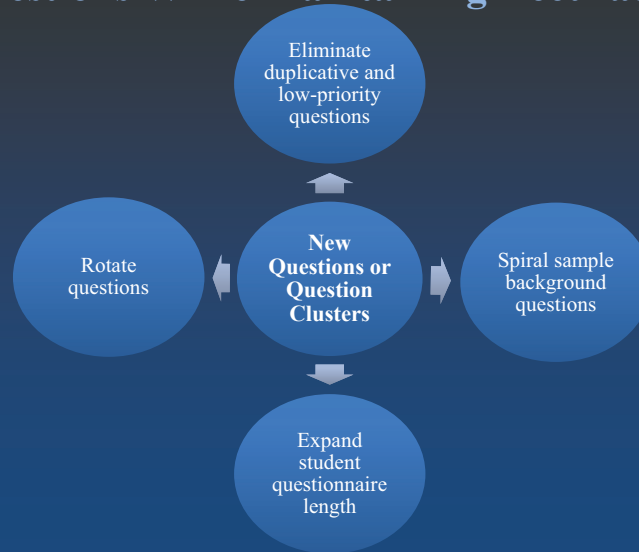 Eliminate
duplicative and
low-priority
questions
Rotate
questions
New
Questions or
Question
Clusters
Spiral sample
background
questions
Expand
student
questionnaire
length